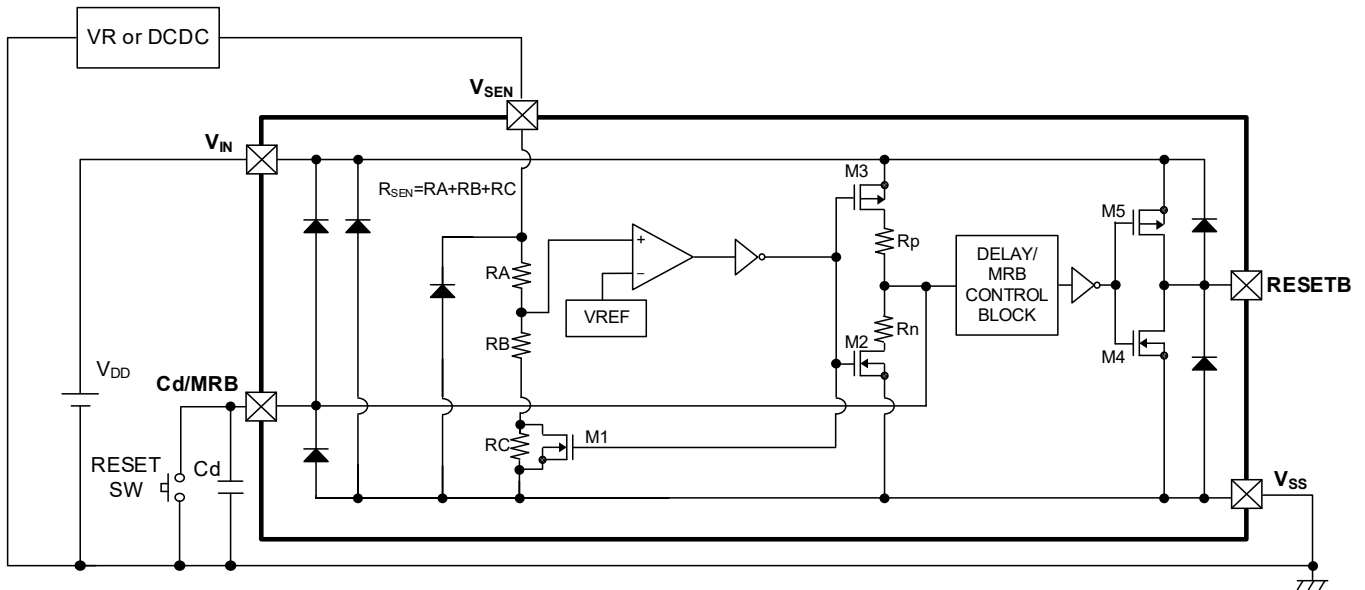 VR or DCDC
VSEN
VIN
RSEN=RA+RB+RC
M3
M5
RA
+
−
Rp
DELAY/
MRB
CONTROL
BLOCK
RESETB
VREF
RB
Rn
M2
M4
VDD
Cd/MRB
RC
M1
RESET
SW
Cd
VSS